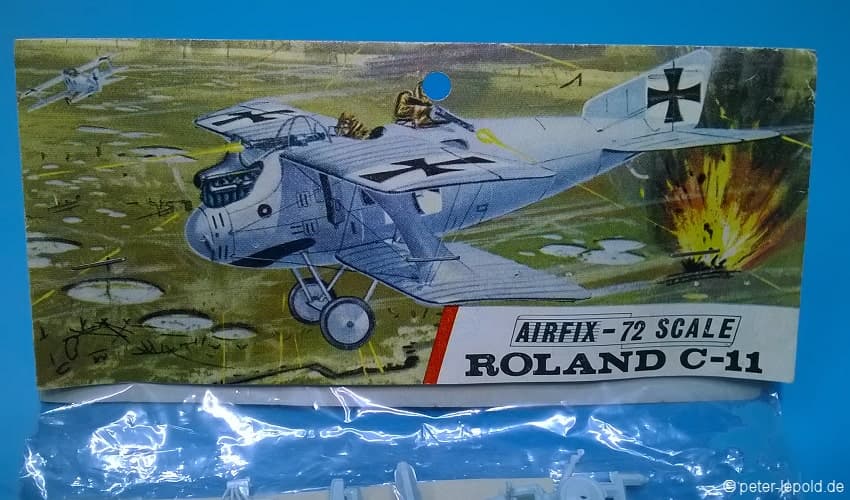 AIRFIX-72 SCALE
ROLAND C-11
© peter-lepold.de